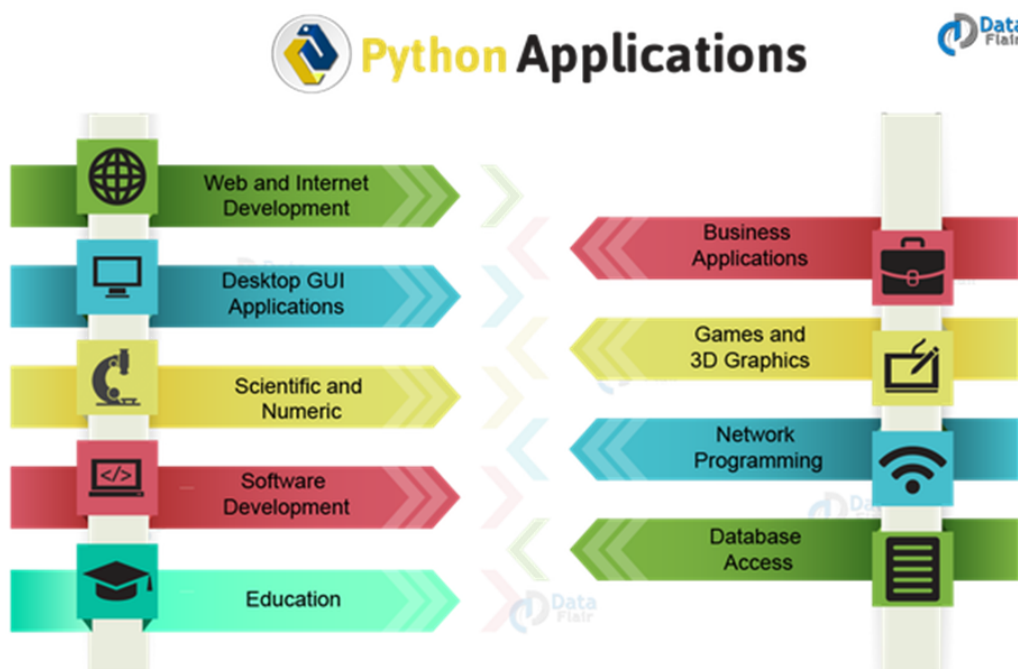 Python Applications
Data
Flair
Web and Internet
Development
Desktop GUI
Applications
Scientific and
Numeric
</>
Software
Development
Education
Business
Applications
Games and
3D Graphics
Network
Programming
Database
Access
Data
Flair